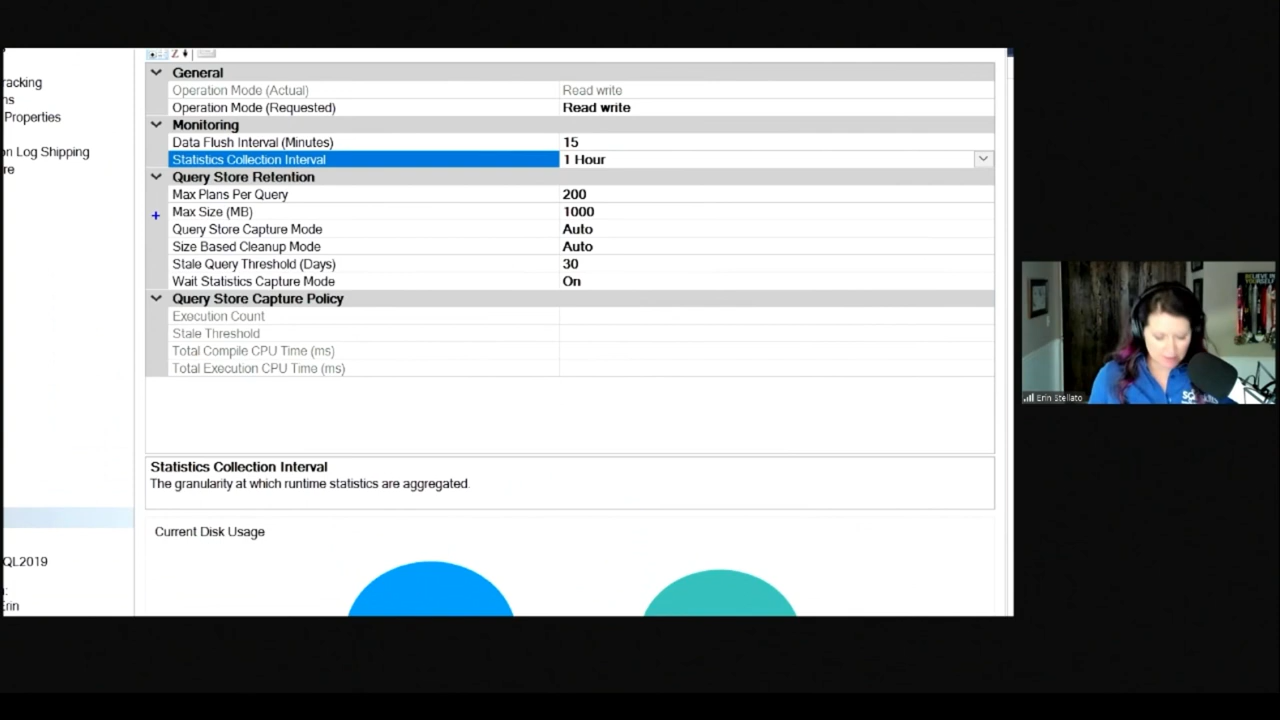 racking
ns
Properties
on Log Shipping
re
QL2019
n:
Erin
General
Operation Mode (Actual) Read write
Operation Mode (Requested) Read write
Monitoring
Data Flush Interval (Minutes) 15
Statistics Collection Interval 1 Hour
Query Store Retention
Max Plans Per Query 200
Max Size (MB) 1000
Query Store Capture Mode Auto
Size Based Cleanup Mode Auto
Stale Query Threshold (Days) 30
Wait Statistics Capture Mode On
Query Store Capture Policy
Execution Count
Stale Threshold
Total Compile CPU Time (ms)
Total Execution CPU Time (ms)
Statistics Collection Interval
The granularity at which runtime statistics are aggregated.
Current Disk Usage
BELIEVE IN
YOURSELF
Erin Stellato